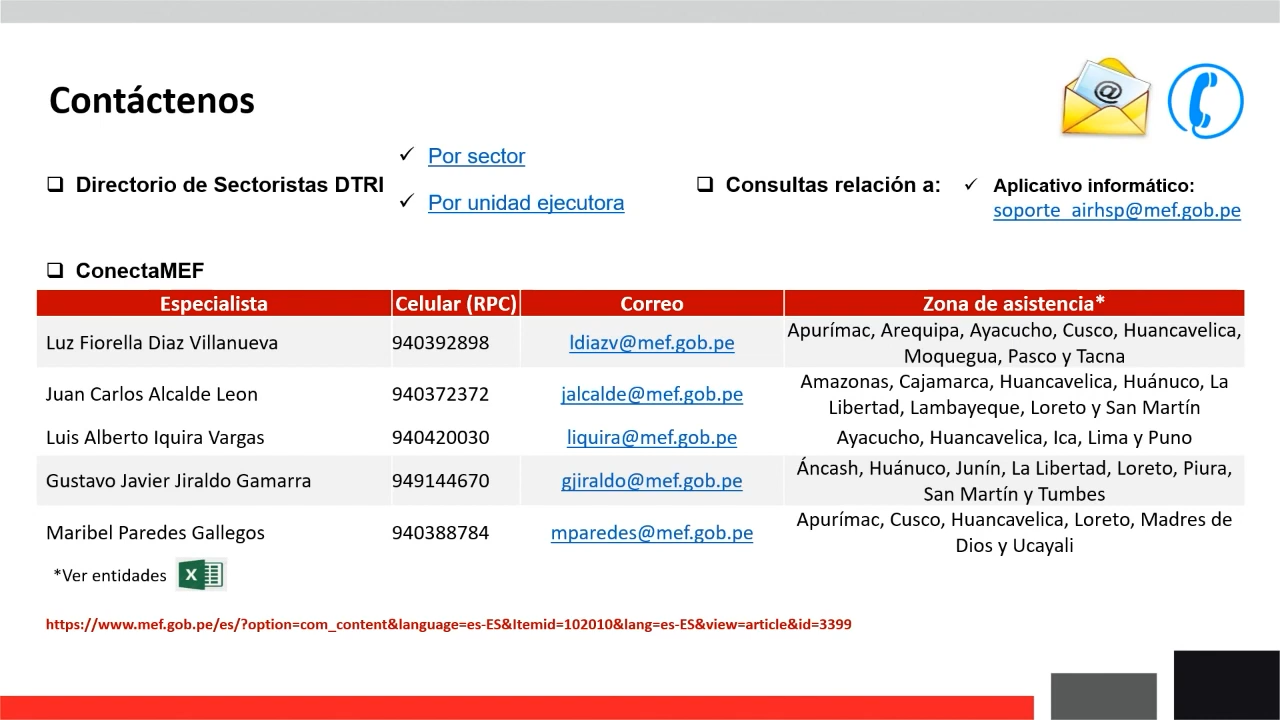 Contáctenos
@
Directorio de Sectoristas DTRI
Por sector
Por unidad ejecutora
Consultas relación a:
Aplicativo informático:
soporte_airhsp@mef.gob.pe
ConectaMEF
Especialista Celular (RPC) Correo Zona de asistencia*
Luz Fiorella Diaz Villanueva 940392898 ldiazv@mef.gob.pe Apurímac, Arequipa, Ayacucho, Cusco, Huancavelica,
Moquegua, Pasco y Tacna
Juan Carlos Alcalde Leon 940372372 jalcalde@mef.gob.pe Amazonas, Cajamarca, Huancavelica, Huánuco, La
Libertad, Lambayeque, Loreto y San Martín
Luis Alberto Iquira Vargas 940420030 liquira@mef.gob.pe Ayacucho, Huancavelica, Ica, Lima y Puno
Gustavo Javier Jiraldo Gamarra 949144670 gjiraldo@mef.gob.pe Áncash, Huánuco, Junín, La Libertad, Loreto, Piura,
San Martín y Tumbes
Maribel Paredes Gallegos 940388784 mparedes@mef.gob.pe Apurímac, Cusco, Huancavelica, Loreto, Madres de
Dios y Ucayali
*Ver entidades X
https://www.mef.gob.pe/es/?option=com_content&language=es-ES&Itemid=102010&lang=es-ES&view=article&id=3399